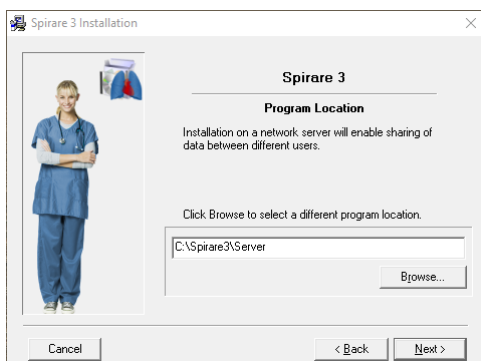 Spirare 3 Installation
Spirare 3
Program Location
Installation on a network server will enable sharing of
data between different users.
Click Browse to select a different program location.
C:\Spirare3\Server
Browse...
Cancel
< Back
Next >